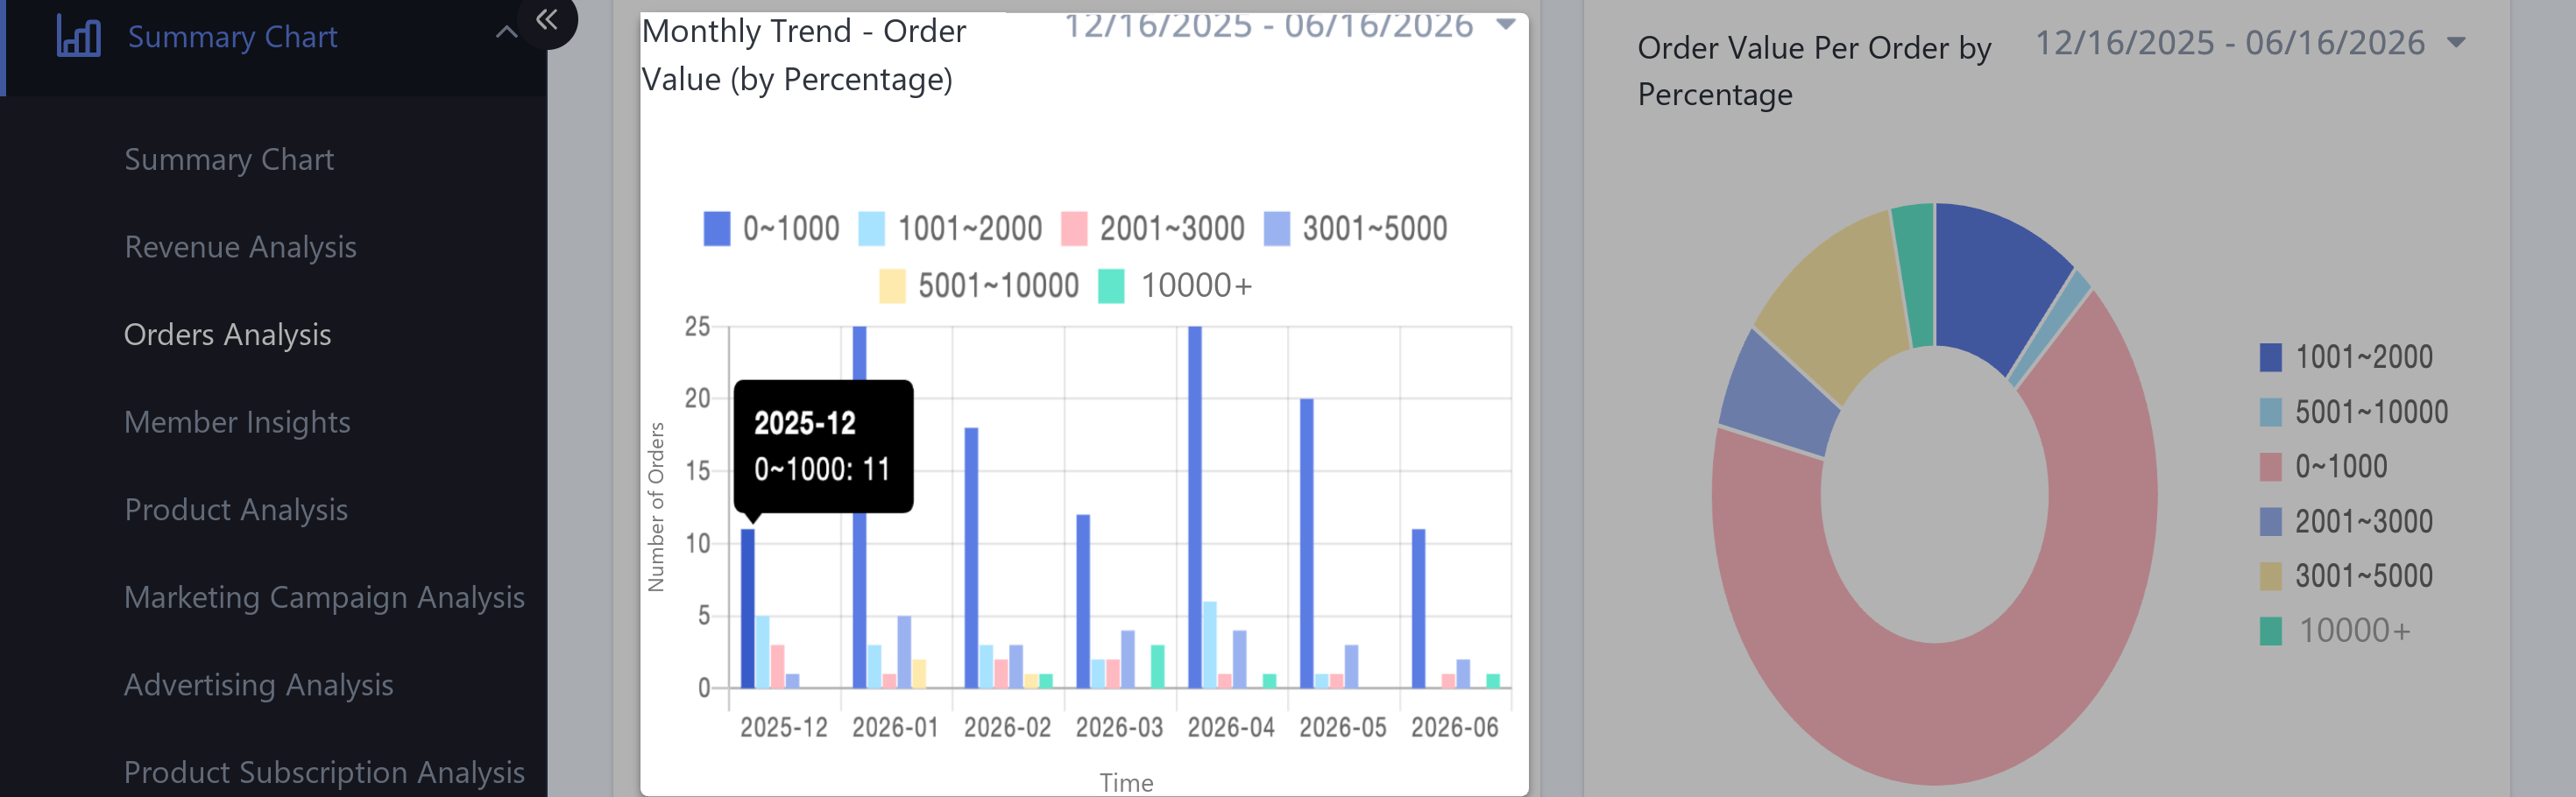 Summary Chart
Summary Chart
Revenue Analysis
Orders Analysis
Member Insights
Product Analysis
Marketing Campaign Analysis
Advertising Analysis
Product Subscription Analysis
Monthly Trend - Order
Value (by Percentage)
12/16/2025 - 06/16/2026
0~1000 1001~2000 2001~3000 3001~5000
5001~10000 10000+
Number of Orders
25
20
15
10
5
0
2025-12
0~1000: 11
2025-12 2026-01 2026-02 2026-03 2026-04 2026-05 2026-06
Time
Order Value Per Order by
Percentage
12/16/2025 - 06/16/2026
1001~2000
5001~10000
0~1000
2001~3000
3001~5000
10000+